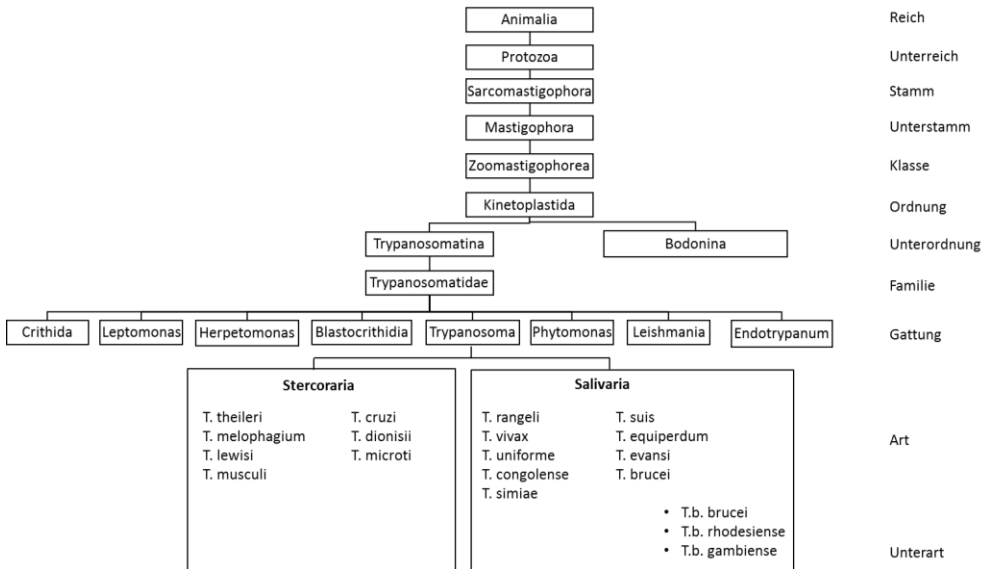 Animalia Reich
Protozoa Unterreich
Sarcomastigophora Stamm
Mastigophora Unterstamm
Zoomastigophorea Klasse
Kinetoplastida Ordnung
Trypanosomatina Bodonina Unterordnung
Trypanosomatidae Familie
Crithida Leptomonas Herpetomonas Blastocrithidia Trypanosoma Phytomonas Leishmania Endotrypanum Gattung
Stercoraria
T. theileri T. cruzi
T. melophagium T. dionisii
T. lewisi T. microti
T. musculi
Salivaria
T. rangeli T. suis
T. vivax T. equiperdum
T. uniforme T. evansi
T. congolense T. brucei
T. simiae
• T.b. brucei
• T.b. rhodesiense
• T.b. gambiense
Art
Unterart